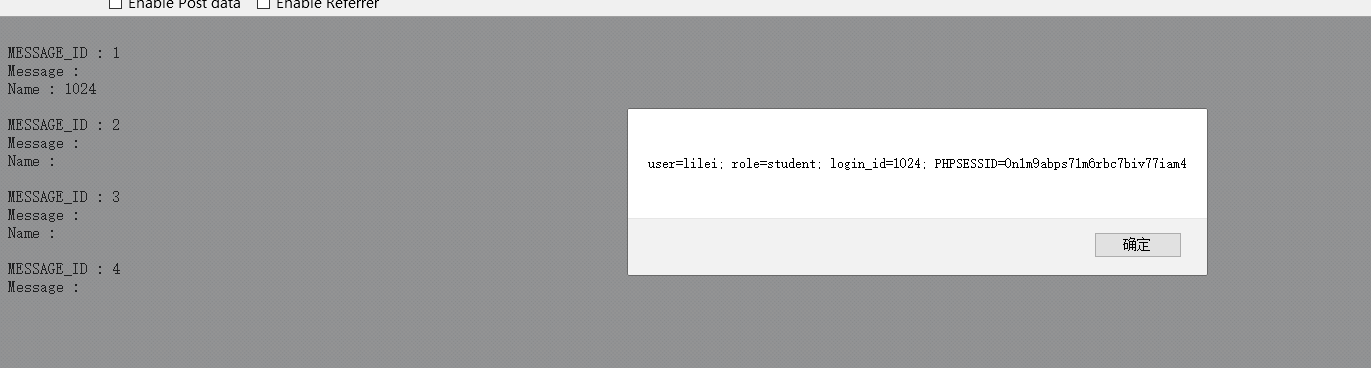 Enable Post data Enable Referrer
MESSAGE_ID : 1
Message :
Name : 1024
MESSAGE_ID : 2
Message :
Name :
MESSAGE_ID : 3
Message :
Name :
MESSAGE_ID : 4
Message :
user=lilei; role=student; login_id=1024; PHPSESSID=0n1m9abps71m6rbc7biv77iam4
确定